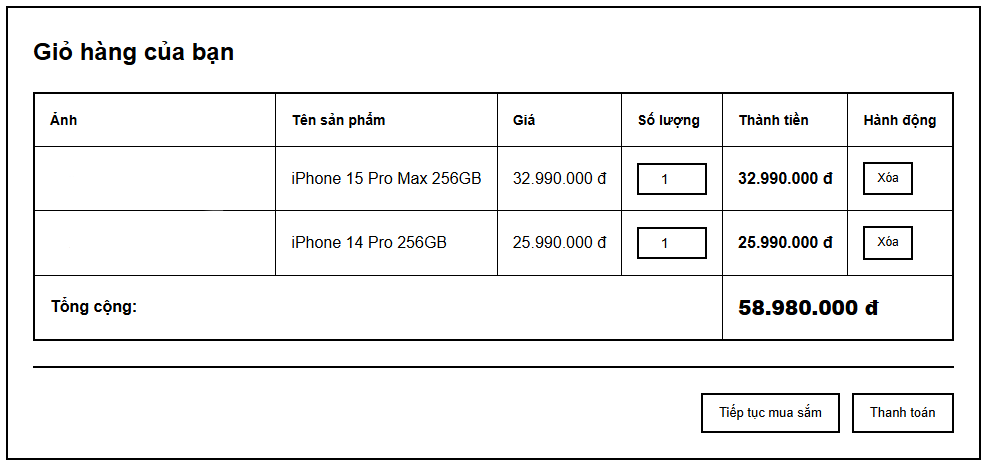 Giỏ hàng của bạn
Ảnh Tên sản phẩm Giá Số lượng Thành tiền Hành động
iPhone 15 Pro Max 256GB 32.990.000 đ 1 32.990.000 đ Xóa
iPhone 14 Pro 256GB 25.990.000 đ 1 25.990.000 đ Xóa
Tổng cộng: 58.980.000 đ
Tiếp tục mua sắm Thanh toán